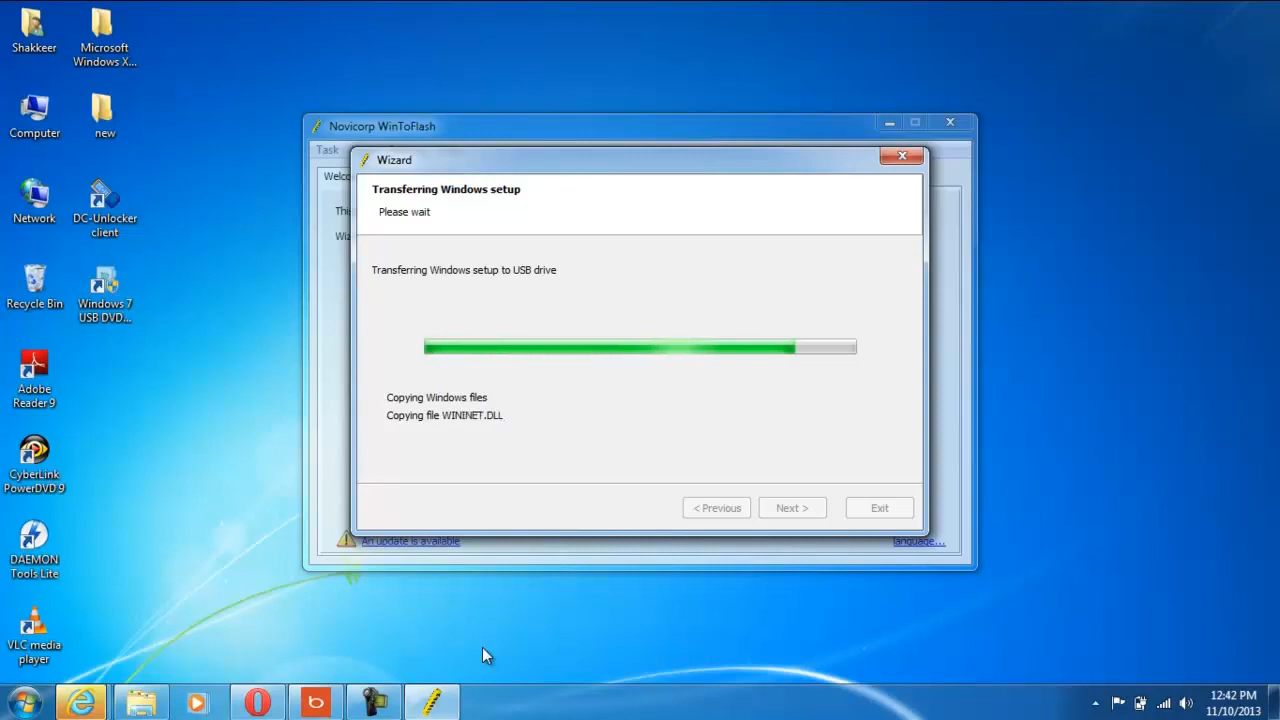 Shakkeer
Microsoft
Windows X...
Computer
new
Network
DC-Unlocker
client
Recycle Bin
Windows 7
USB DVD...
Adobe
Reader 9
CyberLink
PowerDVD 9
DAEMON
Tools Lite
VLC media
player
Novicorp WinToFlash
Task
Welco
This
Wiz
Wizard
Transferring Windows setup
Please wait
Transferring Windows setup to USB drive
Copying Windows files
Copying file WININET.DLL
< Previous
Next >
Exit
An update is available
language...
12:42 PM
11/10/2013